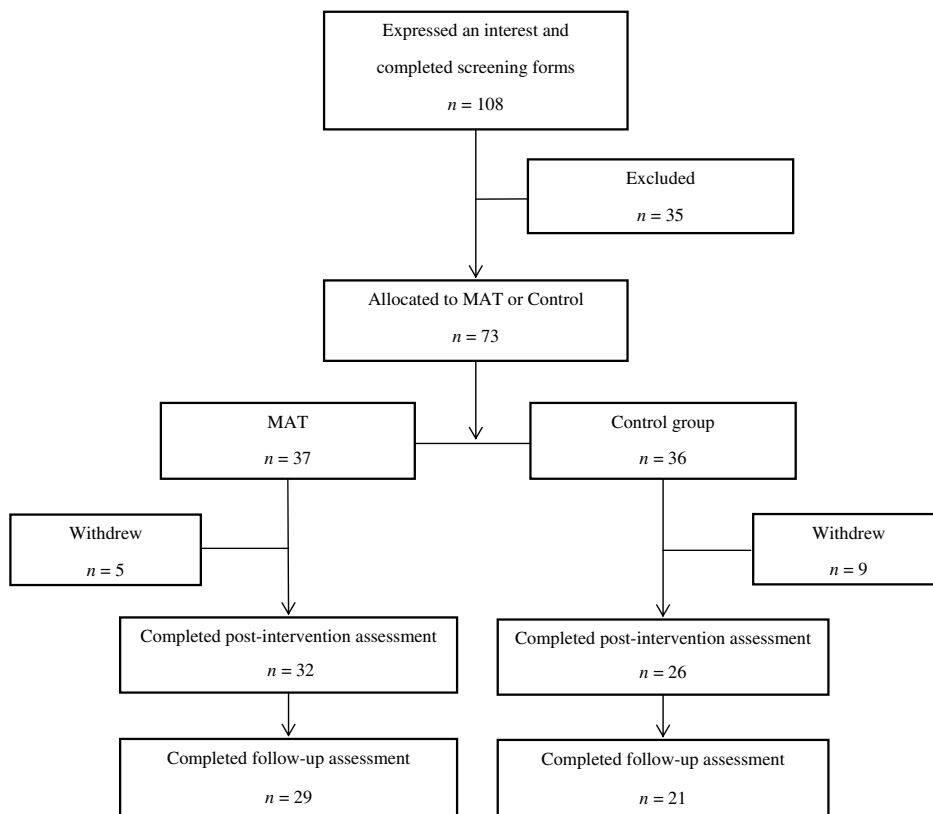 Expressed an interest and
completed screening forms
n = 108
Excluded
n = 35
Allocated to MAT or Control
n = 73
MAT
n = 37
Control group
n = 36
Withdrew
n = 5
Withdrew
n = 9
Completed post-intervention assessment
n = 32
Completed post-intervention assessment
n = 26
Completed follow-up assessment
n = 29
Completed follow-up assessment
n = 21